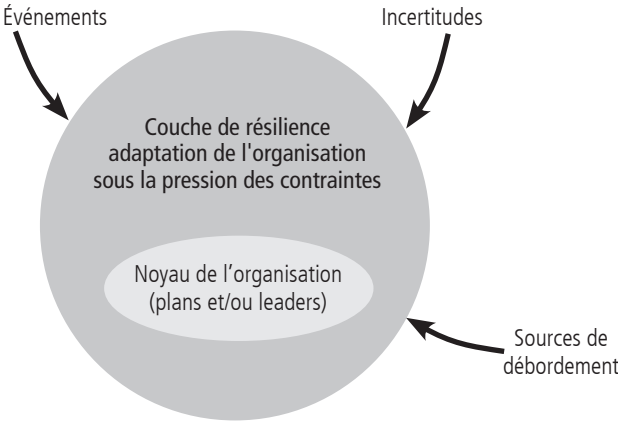 Événements
Incertitudes
Couche de résilience
adaptation de l'organisation
sous la pression des contraintes
Noyau de l’organisation
(plans et/ou leaders)
Sources de
débordement